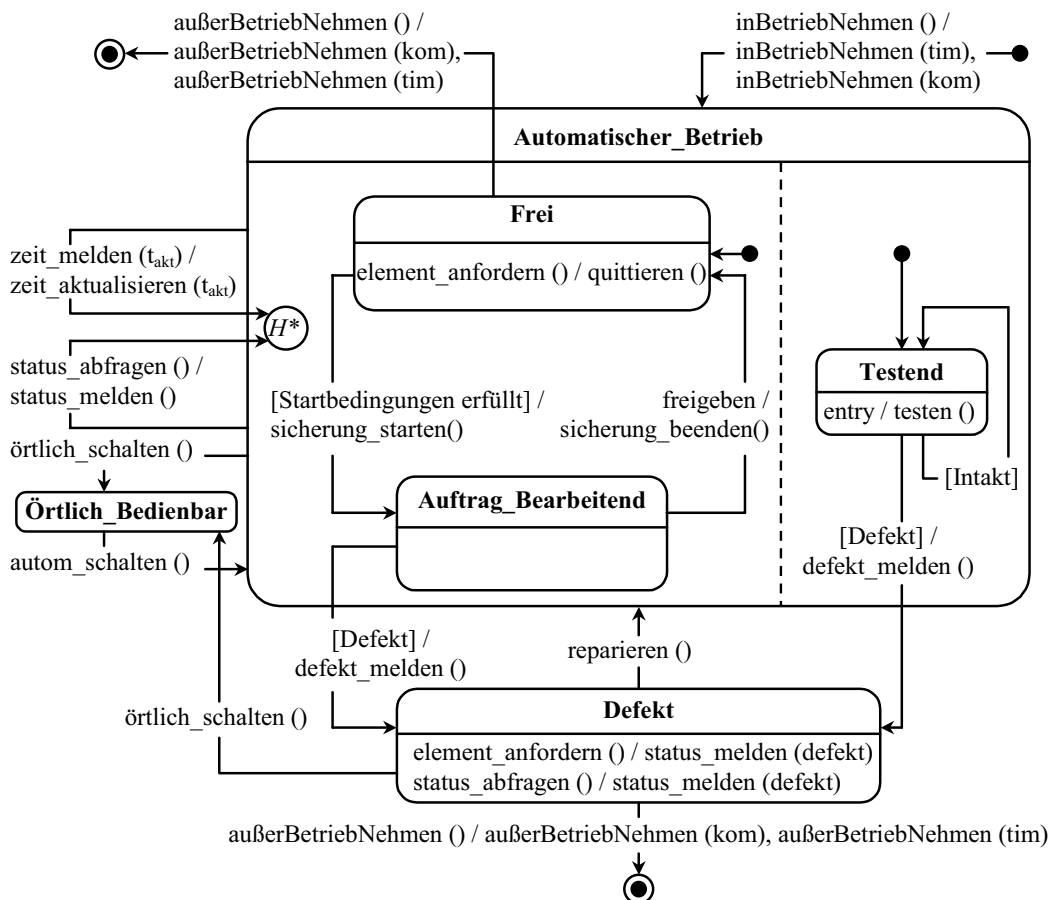 außerBetriebNehmen () /
außerBetriebNehmen (kom),
außerBetriebNehmen (tim)
inBetriebNehmen () /
inBetriebNehmen (tim),
inBetriebNehmen (kom)
Automatischer_Betrieb
Frei
element_anfordern () / quittieren ()
zeit_melden (takt) /
zeit_aktualisieren (takt)
H*
status_abfragen () /
status_melden ()
[Startbedingungen erfüllt] /
sicherung_starten()
freigeben /
sicherung_beenden()
Testend
entry / testen ()
[Intakt]
örtlich_schalten ()
Örtlich_Bedienbar
autom_schalten ()
Auftrag_Bearbeitend
[Defekt] /
defekt_melden ()
[Defekt] /
defekt_melden ()
reparieren ()
örtlich_schalten ()
Defekt
element_anfordern () / status_melden (defekt)
status_abfragen () / status_melden (defekt)
außerBetriebNehmen () / außerBetriebNehmen (kom), außerBetriebNehmen (tim)